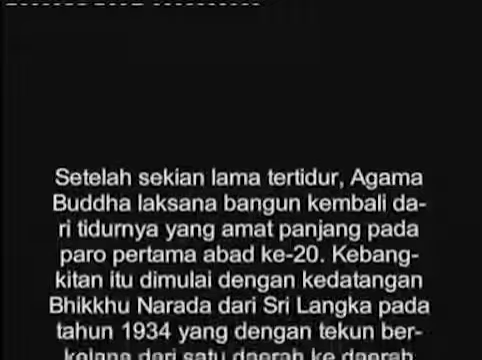 Setelah sekian lama tertidur, Agama
Buddha laksana bangun kembali da-
ri tidurnya yang amat panjang pada
paro pertama abad ke-20. Kebang-
kitan itu dimulai dengan kedatangan
Bhikkhu Narada dari Sri Langka pada
tahun 1934 yang dengan tekun ber-
kelana dari satu daerah ke daerah